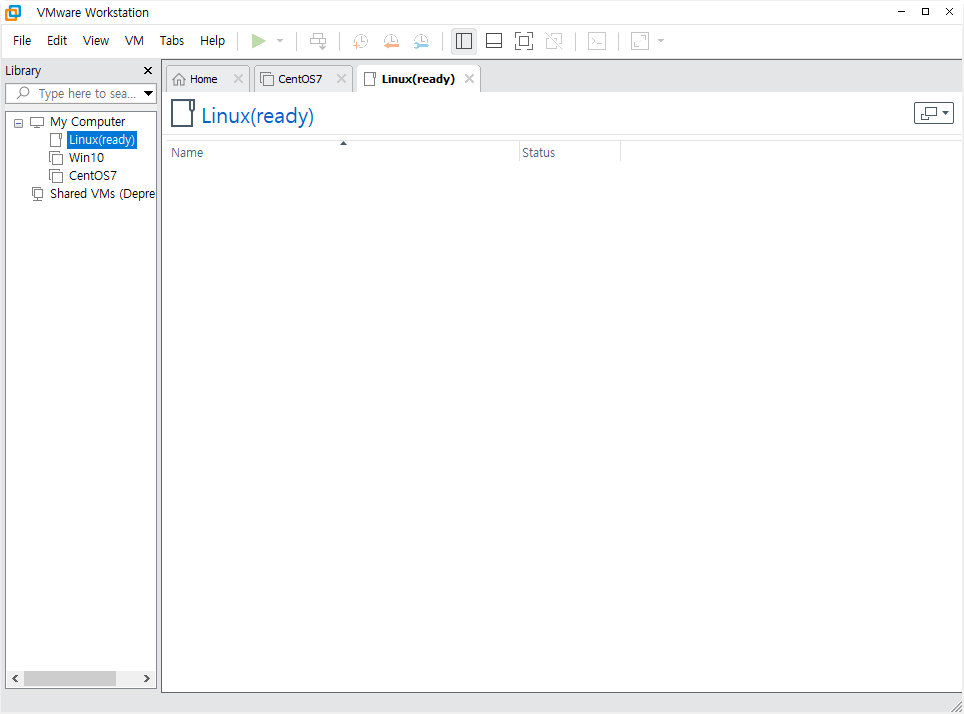 VMware Workstation
File Edit View VM Tabs Help
Library
Type here to sea...
My Computer
Linux(ready)
Win10
CentOS7
Shared VMs (Depre
Home CentOS7 Linux(ready)
Linux(ready)
Name Status